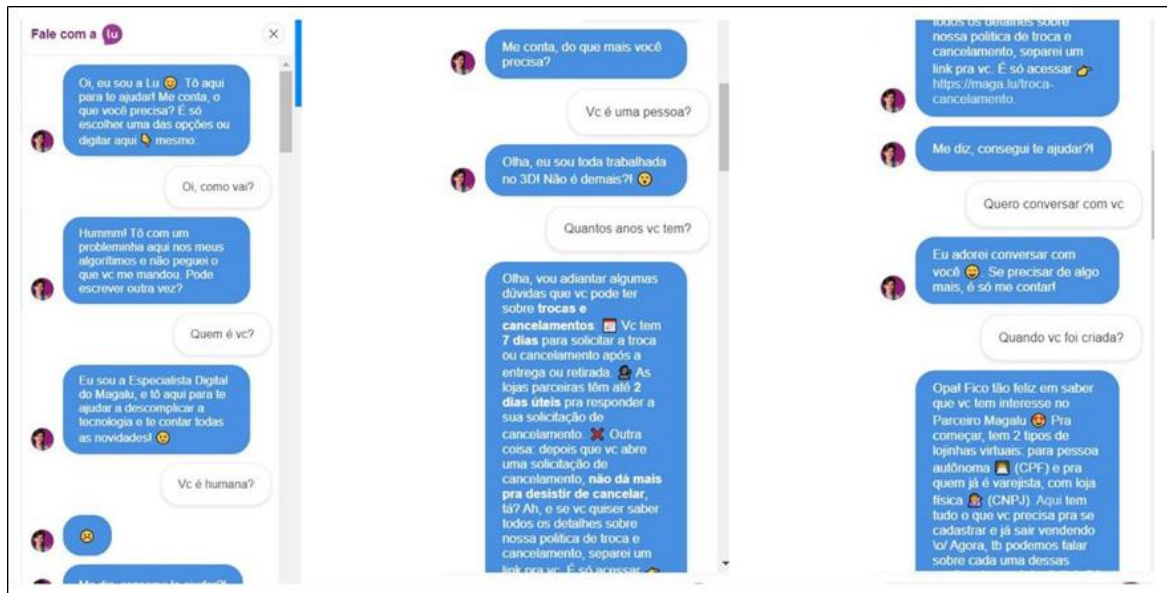 Fale com a lu
Oi, eu sou a Lu 😊. Tô aqui
para te ajudar! Me conta, o
que você precisa? É só
escolher uma das opções ou
digitar aqui 👇 mesmo:
Oi, como vai?
Hummm! Tô com um
probleminha aqui nos meus
algorítimos e não peguei o
que vc me mandou. Pode
escrever outra vez?
Quem é vc?
Eu sou a Especialista Digital
do Magalu, e tô aqui para te
ajudar a descomplicar a
tecnologia e te contar todas
as novidades! 😉
Vc é humana?
☹️
Me diz, consegui te ajudar?!
Me conta, do que mais você
precisa?
Vc é uma pessoa?
Olha, eu sou toda trabalhada
no 3D! Não é demais?! 😮
Quantos anos vc tem?
Olha, vou adiantar algumas
dúvidas que vc pode ter
sobre trocas e
cancelamentos: 📅 Vc tem
7 dias para solicitar a troca
ou cancelamento após a
entrega ou retirada. 🕵 As
lojas parceiras têm até 2
dias úteis pra responder a
sua solicitação de
cancelamento. ❌ Outra
coisa: depois que vc abre
uma solicitação de
cancelamento, não dá mais
pra desistir de cancelar,
tá? Ah, e se vc quiser saber
todos os detalhes sobre
nossa política de troca e
cancelamento, separei um
link pra vc. É só acessar 👉
todos os detalhes sobre
nossa política de troca e
cancelamento, separei um
link pra vc. É só acessar 👉
https://maga.lu/troca-
cancelamento.
Me diz, consegui te ajudar?!
Quero conversar com vc
Eu adorei conversar com
você 😄. Se precisar de algo
mais, é só me contar!
Quando vc foi criada?
Opa! Fico tão feliz em saber
que vc tem interesse no
Parceiro Magalu 🤩 Pra
começar, tem 2 tipos de
lojinhas virtuais: para pessoa
autônoma 🧑‍💻 (CPF) e pra
quem já é varejista, com loja
física 🙋 (CNPJ). Aqui tem
tudo o que vc precisa pra se
cadastrar e já sair vendendo
\o/ Agora, tb podemos falar
sobre cada uma dessas